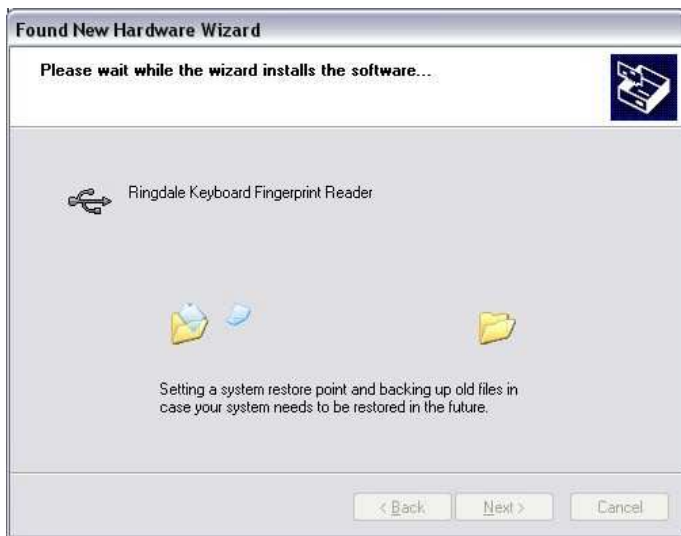 Found New Hardware Wizard
Please wait while the wizard installs the software...
Ringdale Keyboard Fingerprint Reader
Setting a system restore point and backing up old files in
case your system needs to be restored in the future.
< Back Next > Cancel